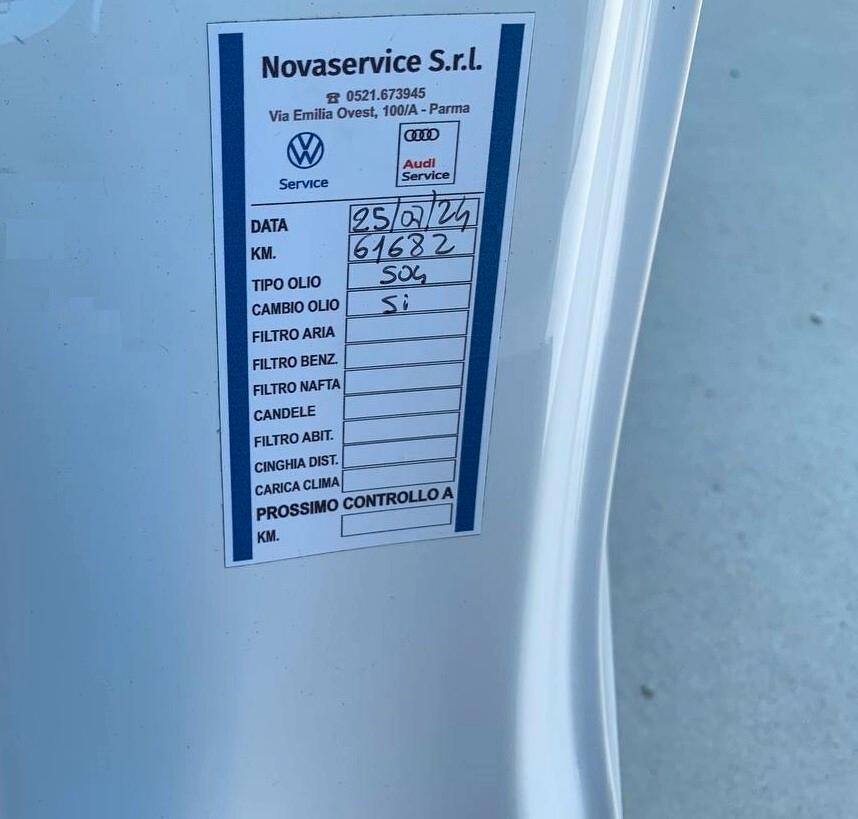 Novaservice S.r.l.
☎ 0521.673945
Via Emilia Ovest, 100/A - Parma
Service
Audi
Service
DATA 25/07/24
KM. 61682
TIPO OLIO 504
CAMBIO OLIO Si
FILTRO ARIA
FILTRO BENZ.
FILTRO NAFTA
CANDELE
FILTRO ABIT.
CINGHIA DIST.
CARICA CLIMA
PROSSIMO CONTROLLO A
KM.